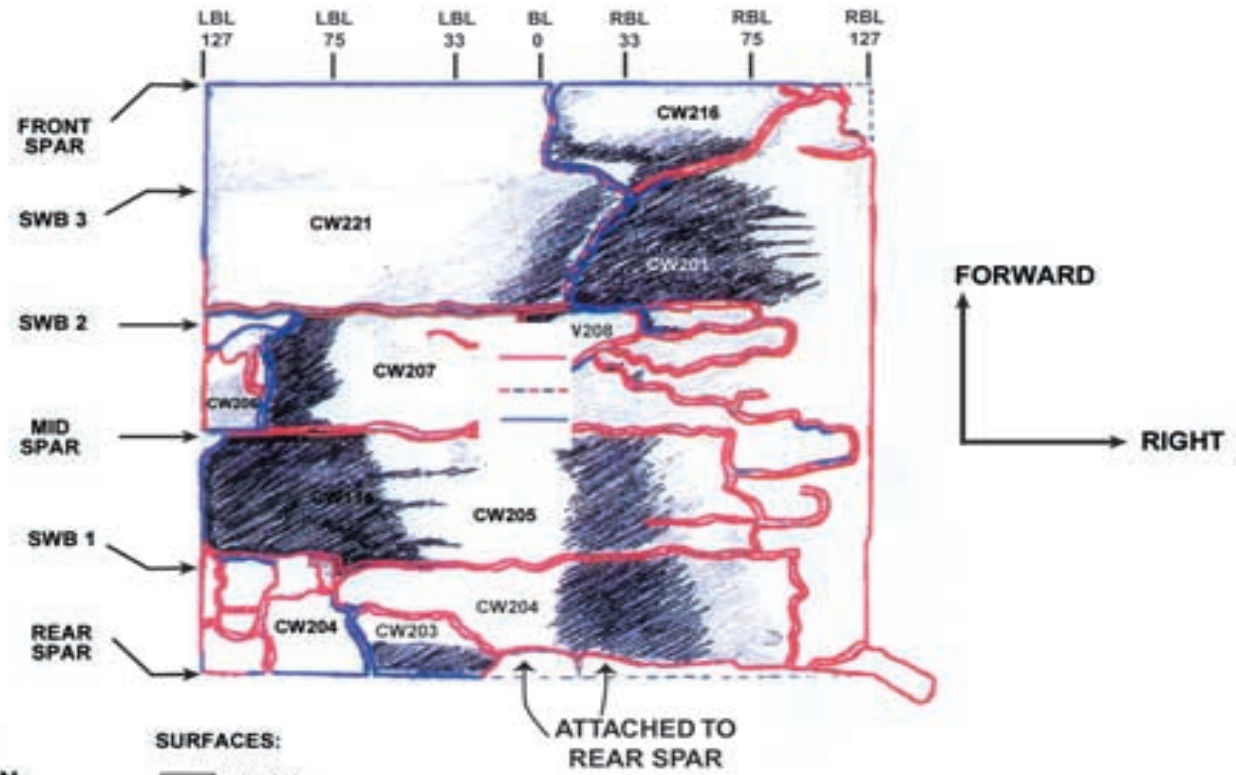 LBL LBL LBL BL RBL RBL RBL
127 75 33 0 33 75 127
FRONT
SPAR
CW216
SWB 3
CW221
CW201
FORWARD
SWB 2
V208
CW207
MID
SPAR
RIGHT
CW205
SWB 1
CW204
CW204
CW203
REAR
SPAR
ATTACHED TO
REAR SPAR
SURFACES: